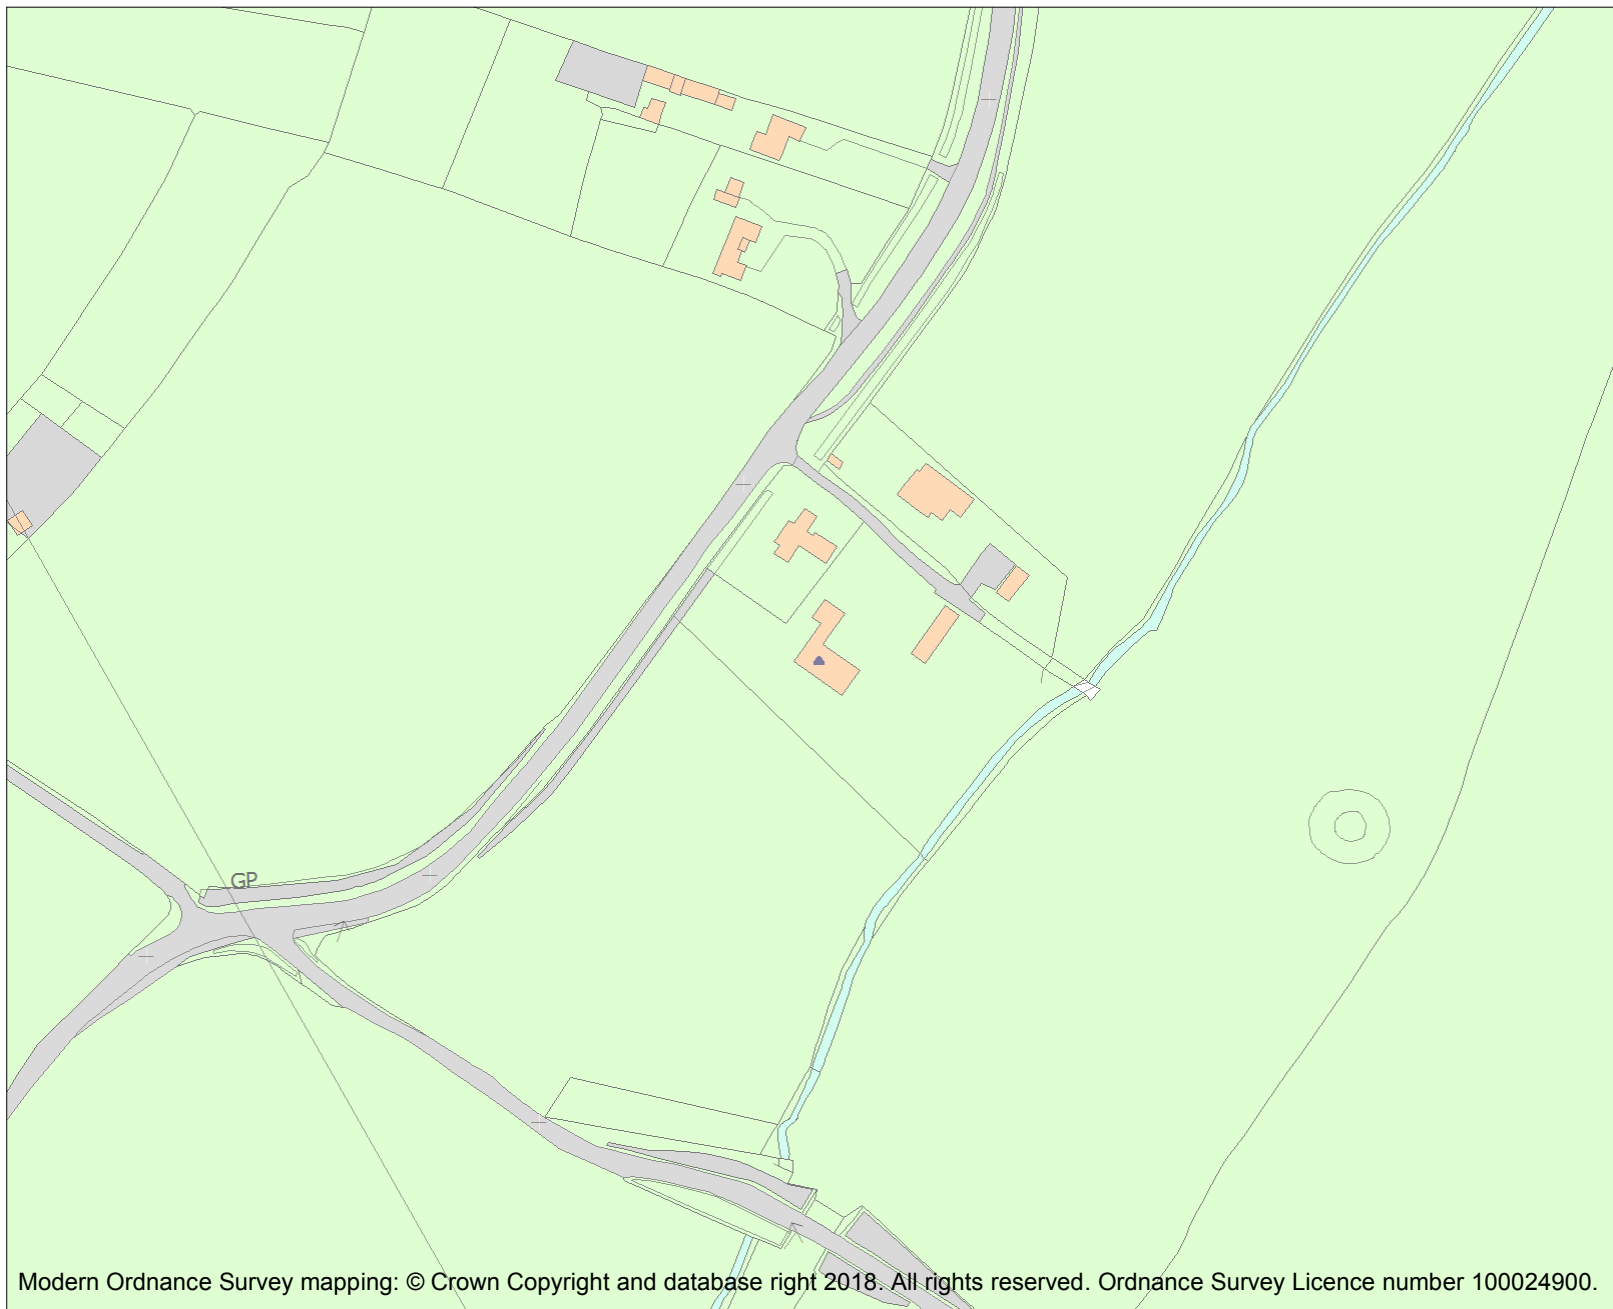 GP
Modern Ordnance Survey mapping: © Crown Copyright and database right 2018. All rights reserved. Ordnance Survey Licence number 100024900.